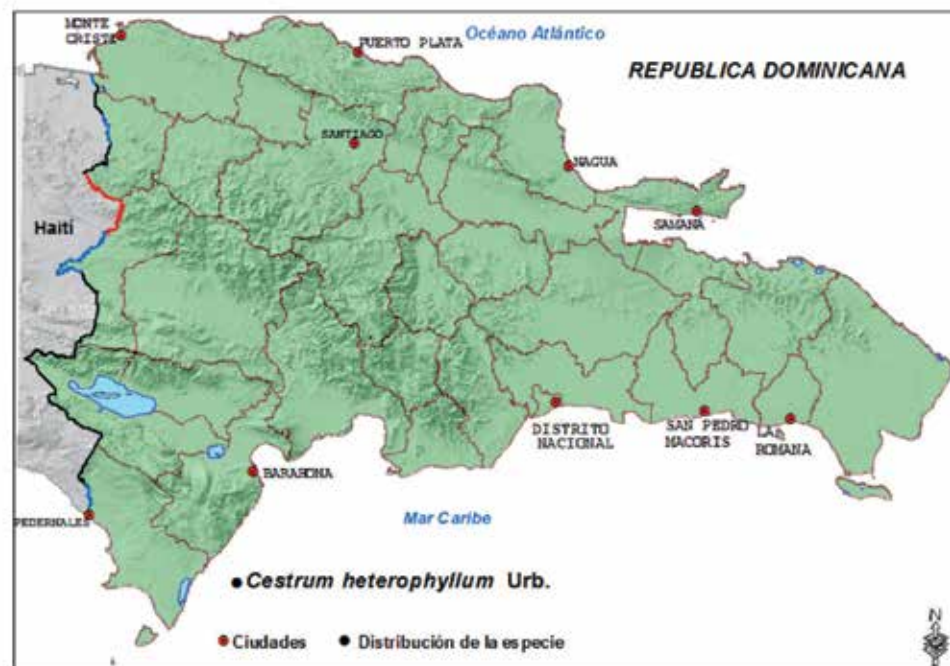 MONTE
CRISTI
PUERTO PLATA
Océano Atlántico
REPUBLICA DOMINICANA
SANTIAGO
NAGUA
SAMANA
Haití
DISTRITO
NACIONAL
SAN PEDRO
MACORIS
LA
ROMANA
BARAHONA
PEDERNALES
Mar Caribe
Cestrum heterophyllum Urb.
Ciudades
Distribución de la especie
N